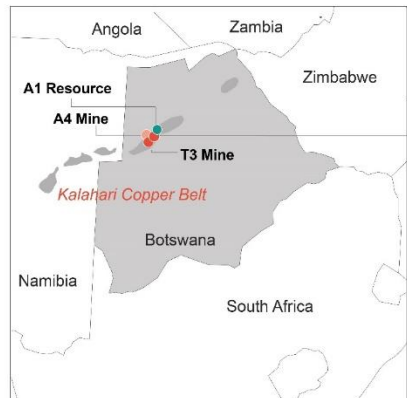 Angola
Zambia
Zimbabwe
A1 Resource
A4 Mine
T3 Mine
Kalahari Copper Belt
Botswana
Namibia
South Africa